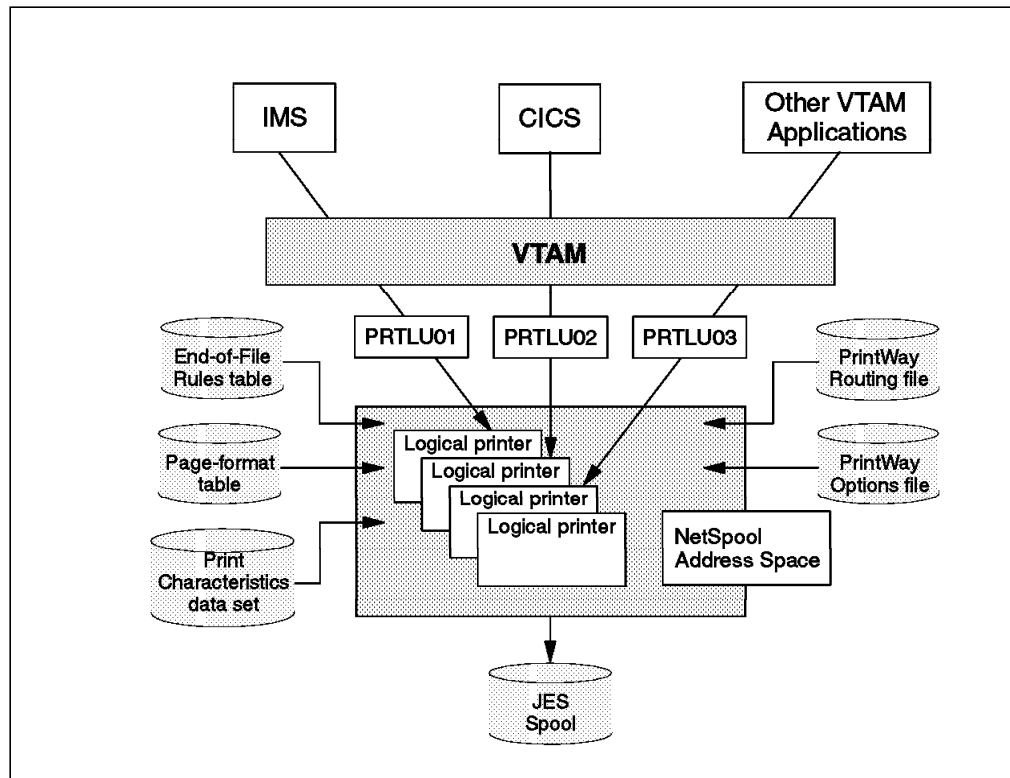 IMS
CICS
Other VTAM
Applications
VTAM
PRTLU01
PRTLU02
PRTLU03
End-of-File
Rules table
PrintWay
Routing file
Page-format
table
PrintWay
Options file
Print
Characteristics
data set
Logical printer
Logical printer
Logical printer
Logical printer
NetSpool
Address Space
JES
Spool